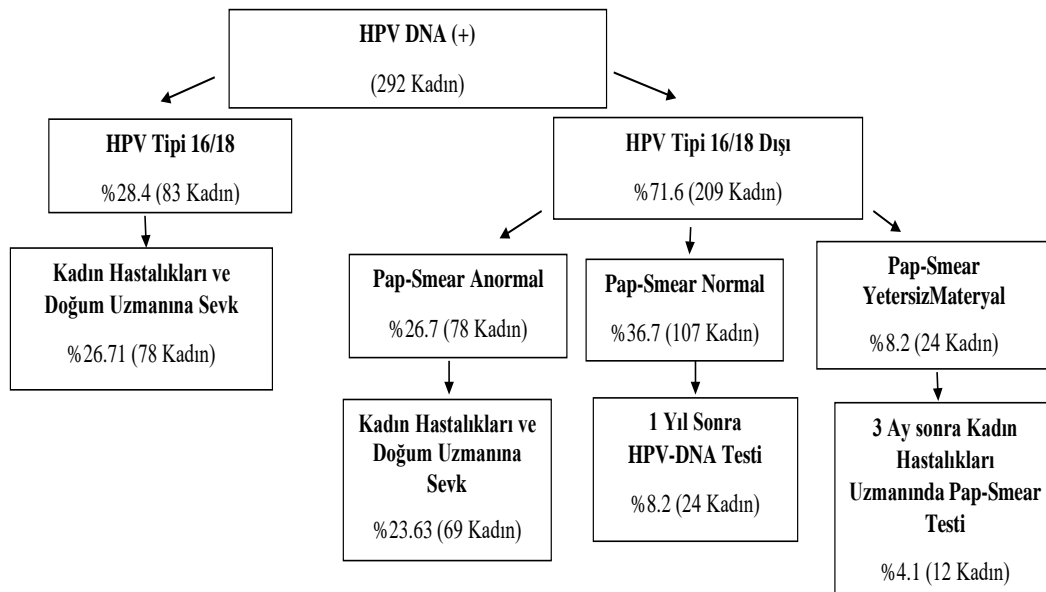 HPV DNA (+)
(292 Kadın)
HPV Tipi 16/18
%28.4 (83 Kadın)
HPV Tipi 16/18 Dışı
%71.6 (209 Kadın)
Kadın Hastalıkları ve
Doğum Uzmanına Sevk
%26.71 (78 Kadın)
Pap-Smear Anormal
%26.7 (78 Kadın)
Pap-Smear Normal
%36.7 (107 Kadın)
Pap-Smear
YetersizMateryal
%8.2 (24 Kadın)
Kadın Hastalıkları ve
Doğum Uzmanına
Sevk
%23.63 (69 Kadın)
1 Yıl Sonra
HPV-DNA Testi
%8.2 (24 Kadın)
3 Ay sonra Kadın
Hastalıkları
Uzmanında Pap-Smear
Testi
%4.1 (12 Kadın)